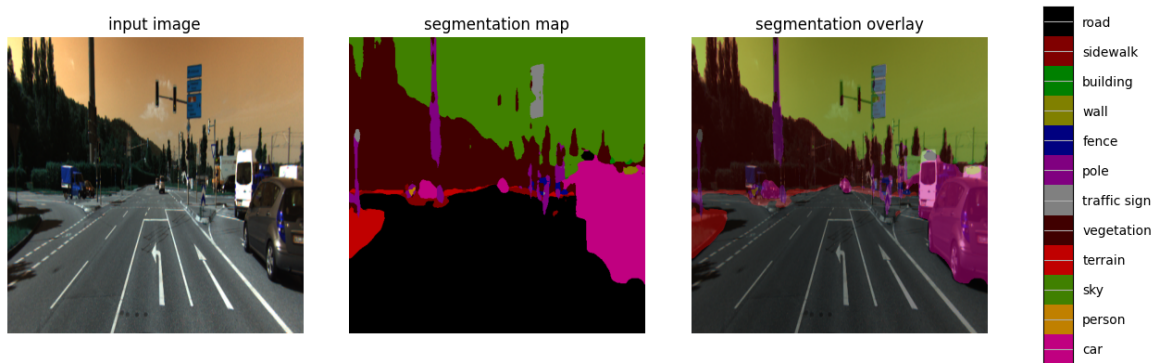 input image
segmentation map
segmentation overlay
road
sidewalk
building
wall
fence
pole
traffic sign
vegetation
terrain
sky
person
car